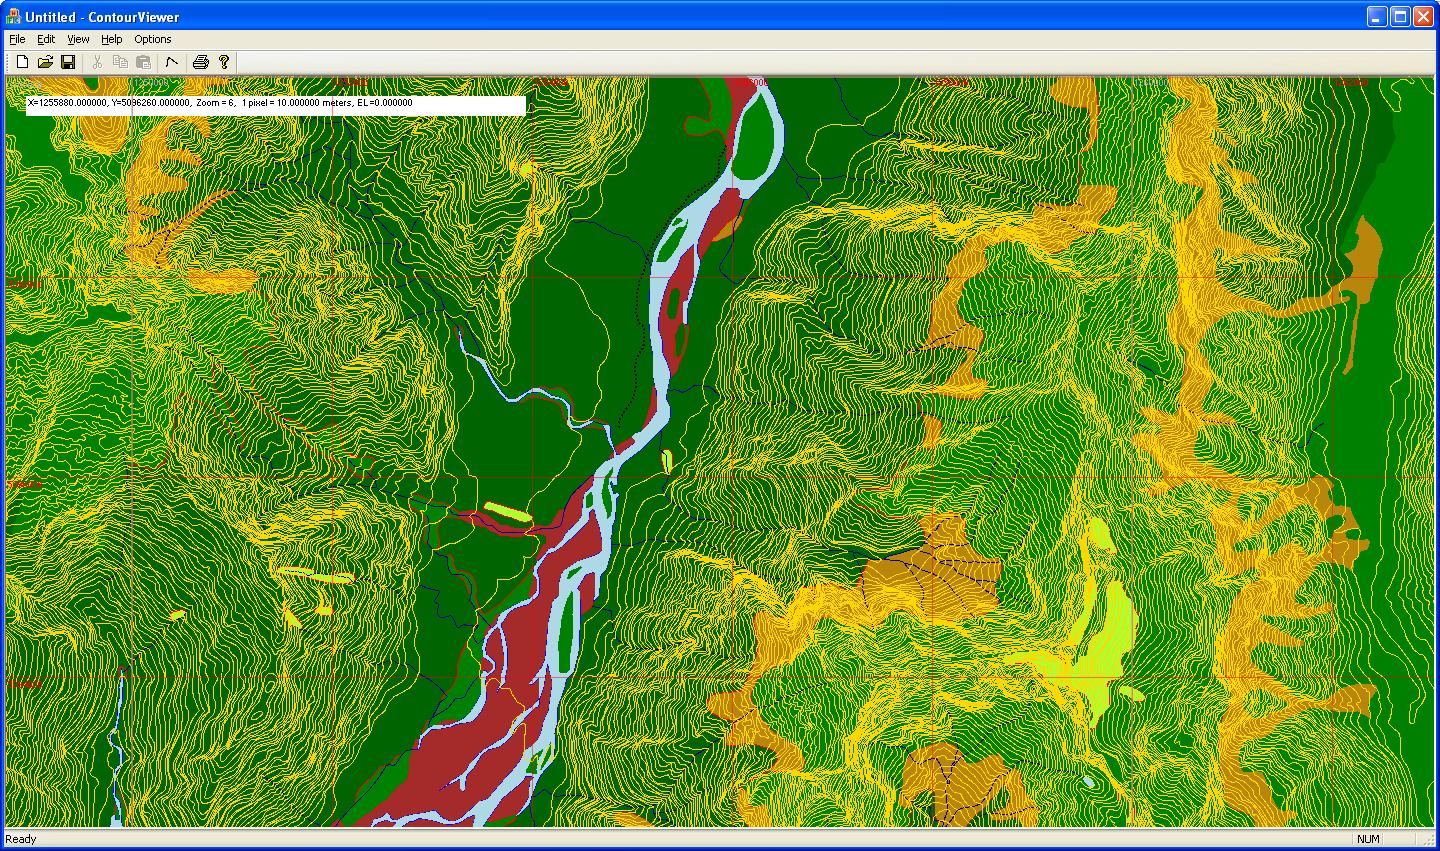 Untitled - ContourViewer
File Edit View Help Options
X=1255880.000000, Y=5096260.000000, Zoom = 6, 1 pixel = 10.000000 meters, EL=0.000000
Ready
NUM